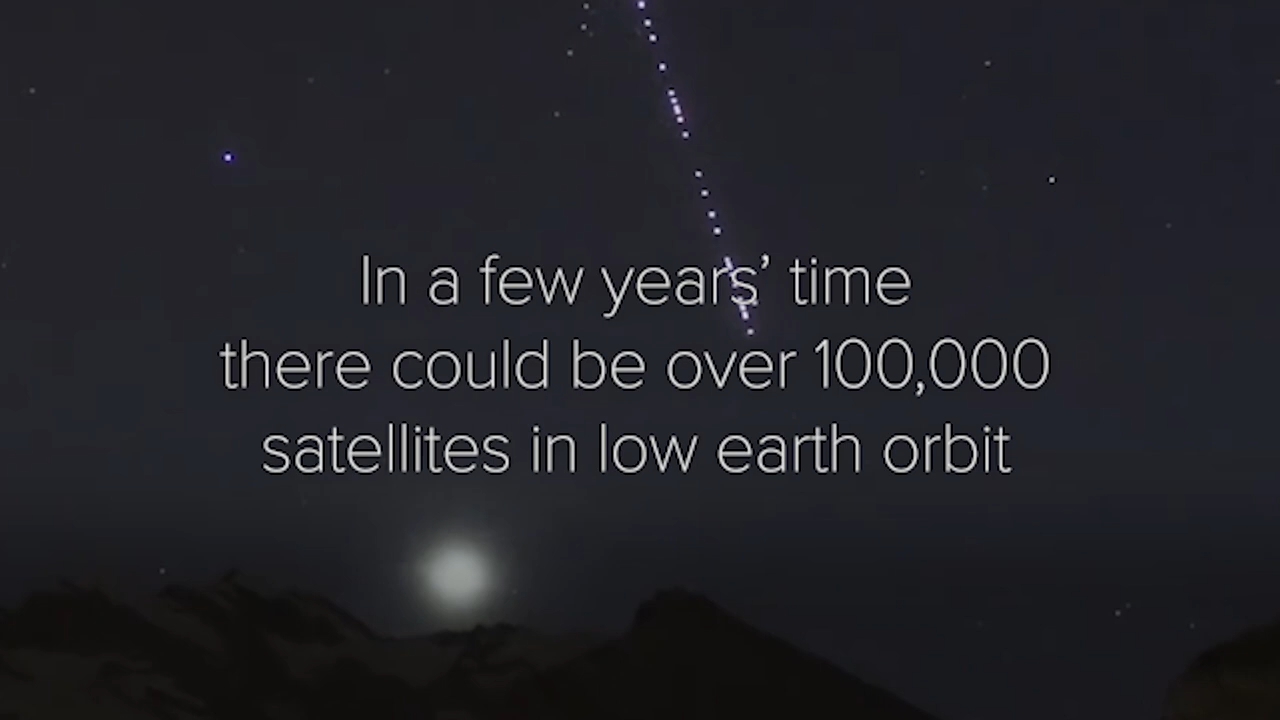 In a few years’ time
there could be over 100,000
satellites in low earth orbit